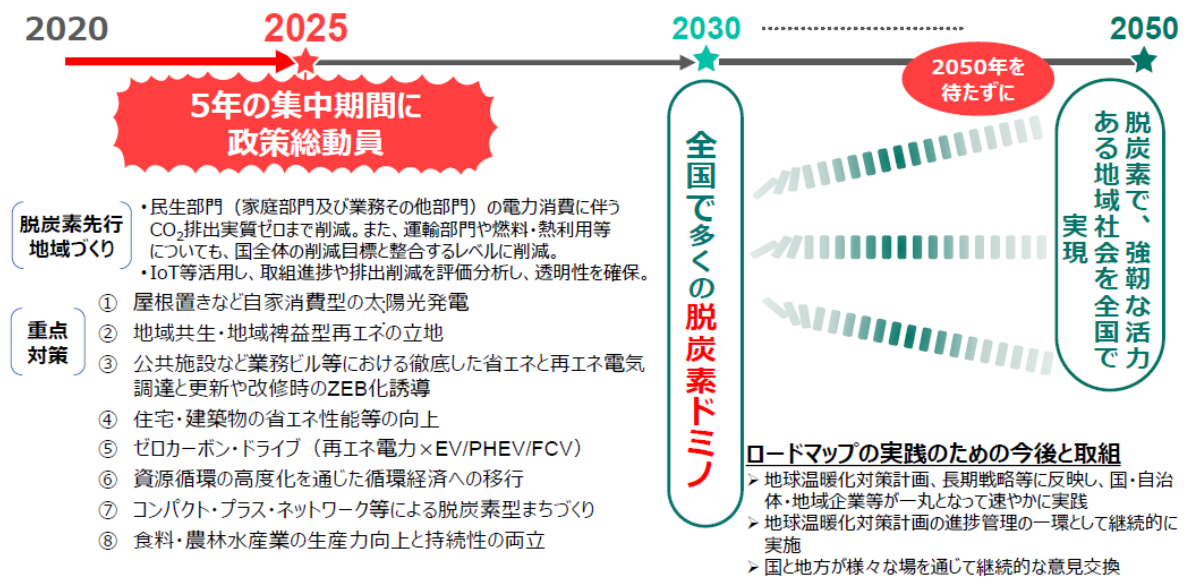 2020
2025
2030
2050
5年の集中期間に
政策総動員
2050年を
待たずに
脱炭素先行
地域づくり
・民生部門（家庭部門及び業務その他部門）の電力消費に伴う
CO₂排出実質ゼロまで削減。また、運輸部門や燃料・熱利用等
についても、国全体の削減目標と整合するレベルに削減。
・IoT等活用し、取組進捗や排出削減を評価分析し、透明性を確保。
重点
対策
① 屋根置きなど自家消費型の太陽光発電
② 地域共生・地域裨益型再エネの立地
③ 公共施設など業務ビル等における徹底した省エネと再エネ電気
調達と更新や改修時のZEB化誘導
④ 住宅・建築物の省エネ性能等の向上
⑤ ゼロカーボン・ドライブ（再エネ電力×EV/PHEV/FCV）
⑥ 資源循環の高度化を通じた循環経済への移行
⑦ コンパクト・プラス・ネットワーク等による脱炭素型まちづくり
⑧ 食料・農林水産業の生産力向上と持続性の両立
全国で多くの脱炭素ドミノ
脱炭素で、強靭な活力
ある地域社会を全国で
実現
ロードマップの実践のための今後と取組
➢ 地球温暖化対策計画、長期戦略等に反映し、国・自治
体・地域企業等が一丸となって速やかに実践
➢ 地球温暖化対策計画の進捗管理の一環として継続的に
実施
➢ 国と地方が様々な場を通じて継続的な意見交換